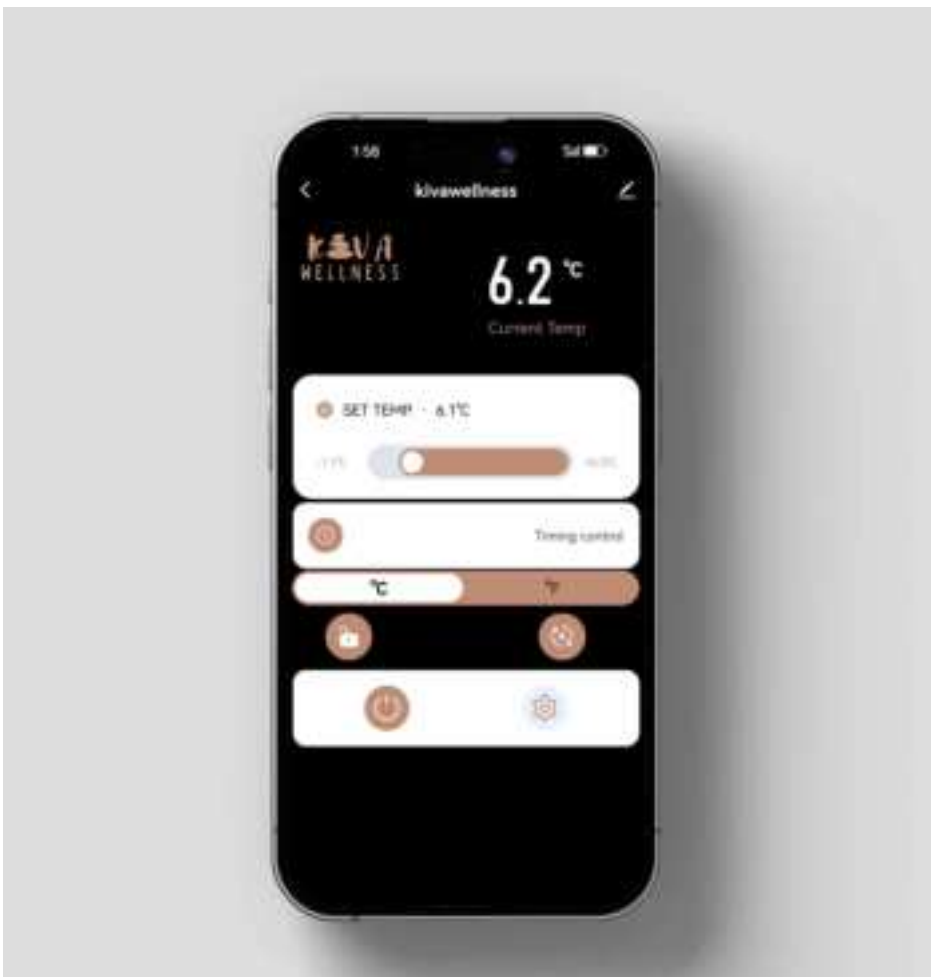 1:56
kivawellness
KIVA
WELLNESS
6.2 °C
Current Temp
SET TEMP - 6.1°C
Timing control
°C
°F